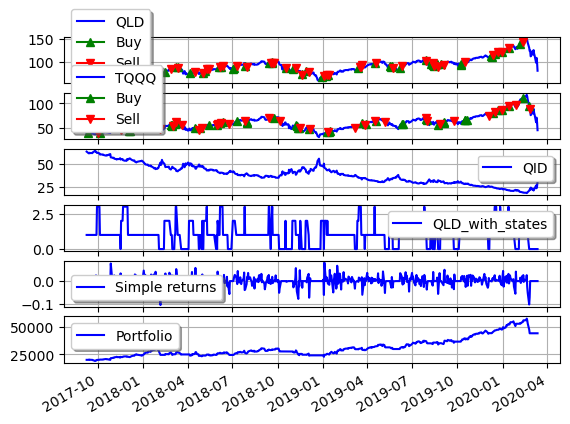 QLD
Buy
Sell
150
100
TQQQ
Buy
Sell
100
50
QID
50
25
QLD_with_states
2.5
0.0
Simple returns
0.0
−0.1
Portfolio
50000
25000
2017-10
2018-01
2018-04
2018-07
2018-10
2019-01
2019-04
2019-07
2019-10
2020-01
2020-04